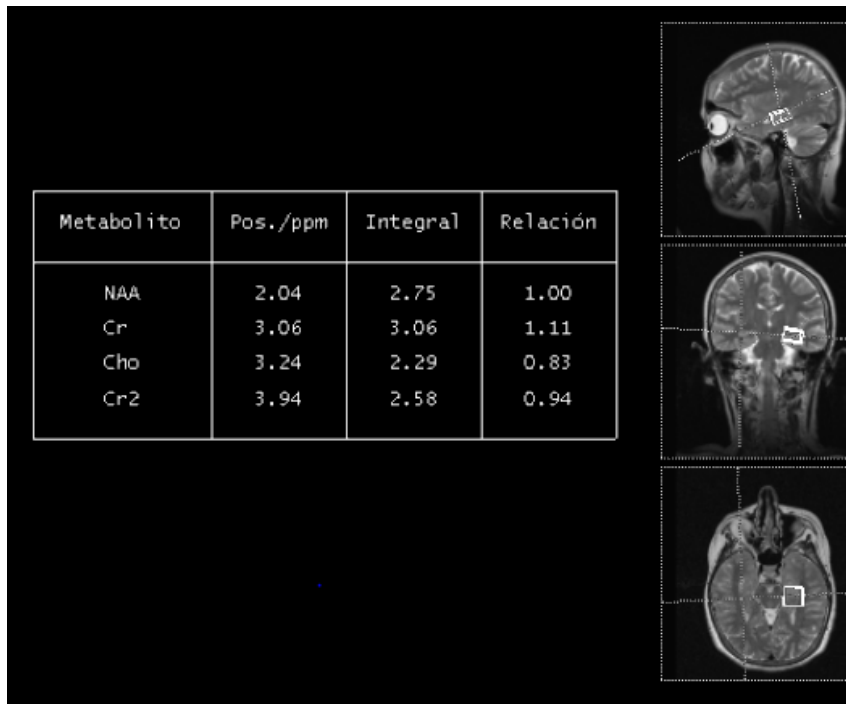 Metabolito Pos./ppm Integral Relación
NAA 2.04 2.75 1.00
Cr 3.06 3.06 1.11
Cho 3.24 2.29 0.83
Cr2 3.94 2.58 0.94